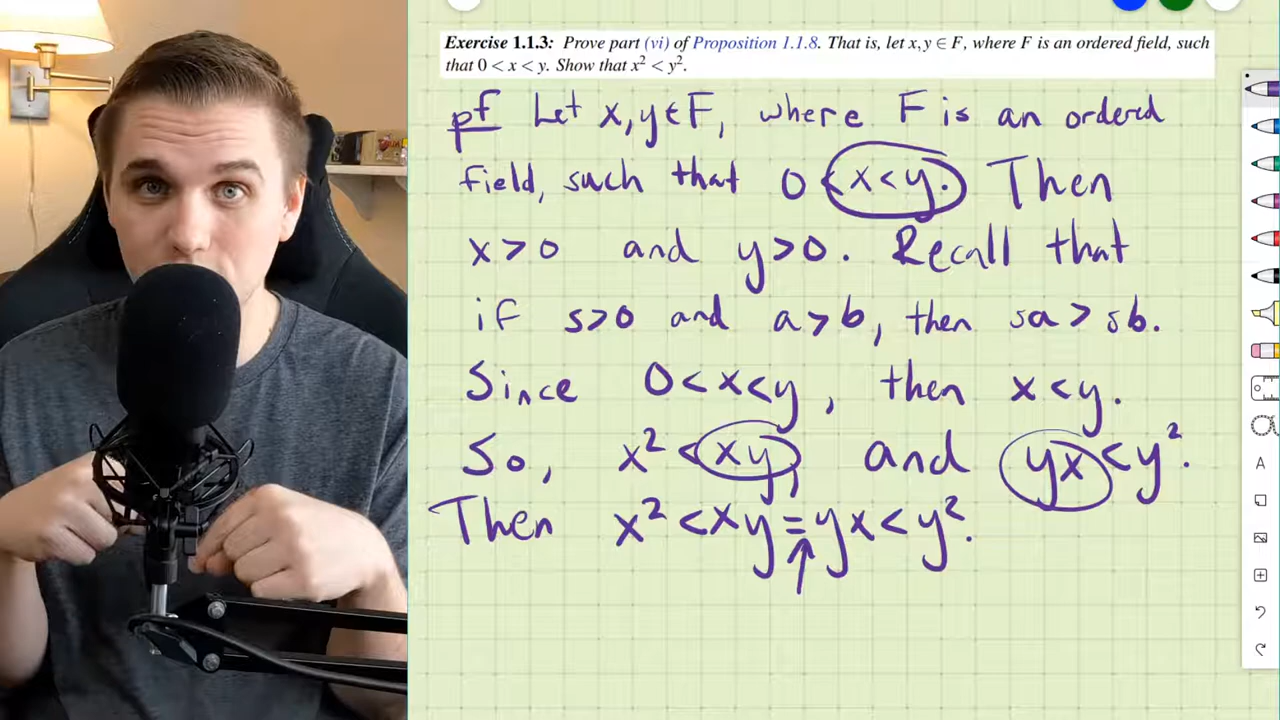 Exercise 1.1.3: Prove part (vi) of Proposition 1.1.8. That is, let x, y ∈ F, where F is an ordered field, such
that 0 < x < y. Show that x² < y².
pf Let x, y ∈ F, where F is an ordered
field, such that 0 < x < y. Then
x > 0 and y > 0. Recall that
if s > 0 and a > b, then sa > sb.
Since 0 < x < y, then x < y.
So, x² < xy, and yx < y².
Then x² < xy = yx < y².
A